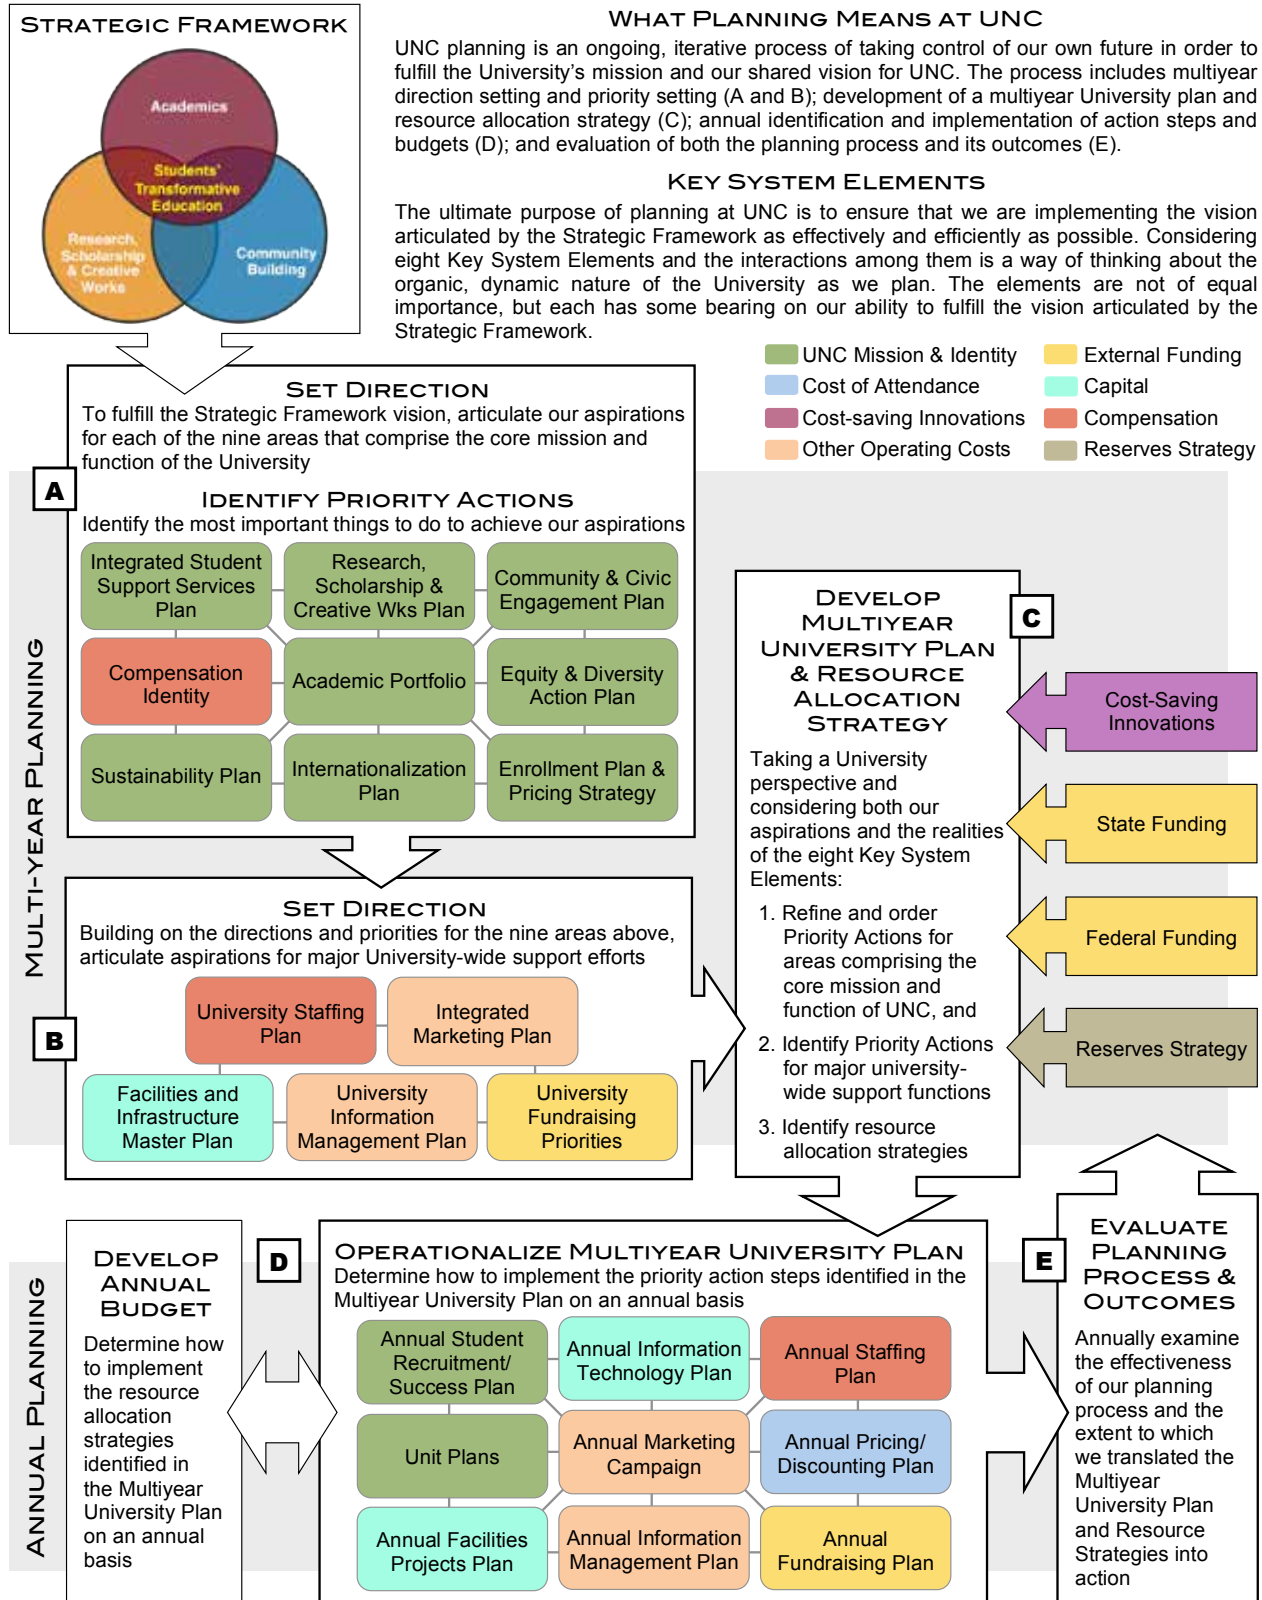 STRATEGIC FRAMEWORK
Academics
Students'
Transformative
Education
Research,
Scholarship
& Creative
Works
Community
Building
WHAT PLANNING MEANS AT UNC
UNC planning is an ongoing, iterative process of taking control of our own future in order to
fulfill the University's mission and our shared vision for UNC. The process includes multiyear
direction setting and priority setting (A and B); development of a multiyear University plan and
resource allocation strategy (C); annual identification and implementation of action steps and
budgets (D); and evaluation of both the planning process and its outcomes (E).
KEY SYSTEM ELEMENTS
The ultimate purpose of planning at UNC is to ensure that we are implementing the vision
articulated by the Strategic Framework as effectively and efficiently as possible. Considering
eight Key System Elements and the interactions among them is a way of thinking about the
organic, dynamic nature of the University as we plan. The elements are not of equal
importance, but each has some bearing on our ability to fulfill the vision articulated by the
Strategic Framework.
UNC Mission & Identity
External Funding
Cost of Attendance
Capital
Cost-saving Innovations
Compensation
Other Operating Costs
Reserves Strategy
MULTI-YEAR PLANNING
A
SET DIRECTION
To fulfill the Strategic Framework vision, articulate our aspirations
for each of the nine areas that comprise the core mission and
function of the University
IDENTIFY PRIORITY ACTIONS
Identify the most important things to do to achieve our aspirations
Integrated Student
Support Services
Plan
Research,
Scholarship &
Creative Wks Plan
Community & Civic
Engagement Plan
Compensation
Identity
Academic Portfolio
Equity & Diversity
Action Plan
Sustainability Plan
Internationalization
Plan
Enrollment Plan &
Pricing Strategy
B
SET DIRECTION
Building on the directions and priorities for the nine areas above,
articulate aspirations for major University-wide support efforts
University Staffing
Plan
Integrated
Marketing Plan
Facilities and
Infrastructure
Master Plan
University
Information
Management Plan
University
Fundraising
Priorities
C
DEVELOP
MULTIYEAR
UNIVERSITY PLAN
& RESOURCE
ALLOCATION
STRATEGY
Taking a University
perspective and
considering both our
aspirations and the realities
of the eight Key System
Elements:
1. Refine and order
Priority Actions for
areas comprising the
core mission and
function of UNC, and
2. Identify Priority Actions
for major university-
wide support functions
3. Identify resource
allocation strategies
Cost-Saving
Innovations
State Funding
Federal Funding
Reserves Strategy
ANNUAL PLANNING
DEVELOP
ANNUAL
BUDGET
Determine how
to implement
the resource
allocation
strategies
identified in
the Multiyear
University Plan
on an annual
basis
D
OPERATIONALIZE MULTIYEAR UNIVERSITY PLAN
Determine how to implement the priority action steps identified in the
Multiyear University Plan on an annual basis
Annual Student
Recruitment/
Success Plan
Annual Information
Technology Plan
Annual Staffing
Plan
Unit Plans
Annual Marketing
Campaign
Annual Pricing/
Discounting Plan
Annual Facilities
Projects Plan
Annual Information
Management Plan
Annual
Fundraising Plan
E
EVALUATE
PLANNING
PROCESS &
OUTCOMES
Annually examine
the effectiveness
of our planning
process and the
extent to which
we translated the
Multiyear
University Plan
and Resource
Strategies into
action